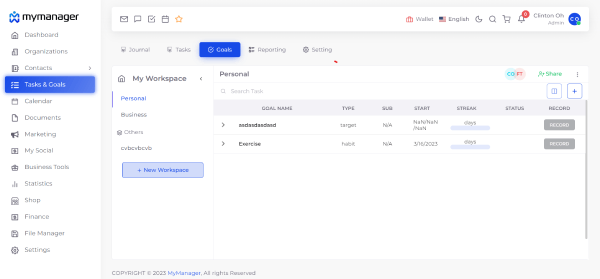 mymanager
Wallet
English
8
Clinton Oh
Admin
CO
Dashboard
Organizations
Contacts
Tasks & Goals
Calendar
Documents
Marketing
My Social
Business Tools
Statistics
Shop
Finance
File Manager
Settings
Journal
Tasks
Goals
Reporting
Setting
My Workspace
Personal
Business
Others
cvbcvbcvb
+ New Workspace
Personal
CO FT
Share
Search Task
+
GOAL NAME TYPE SUB START STREAK STATUS RECORD
asdasdasdasd target N/A NaN/NaN/NaN days RECORD
Exercise habit N/A 3/16/2023 days RECORD
COPYRIGHT © 2023 MyManager, All rights Reserved